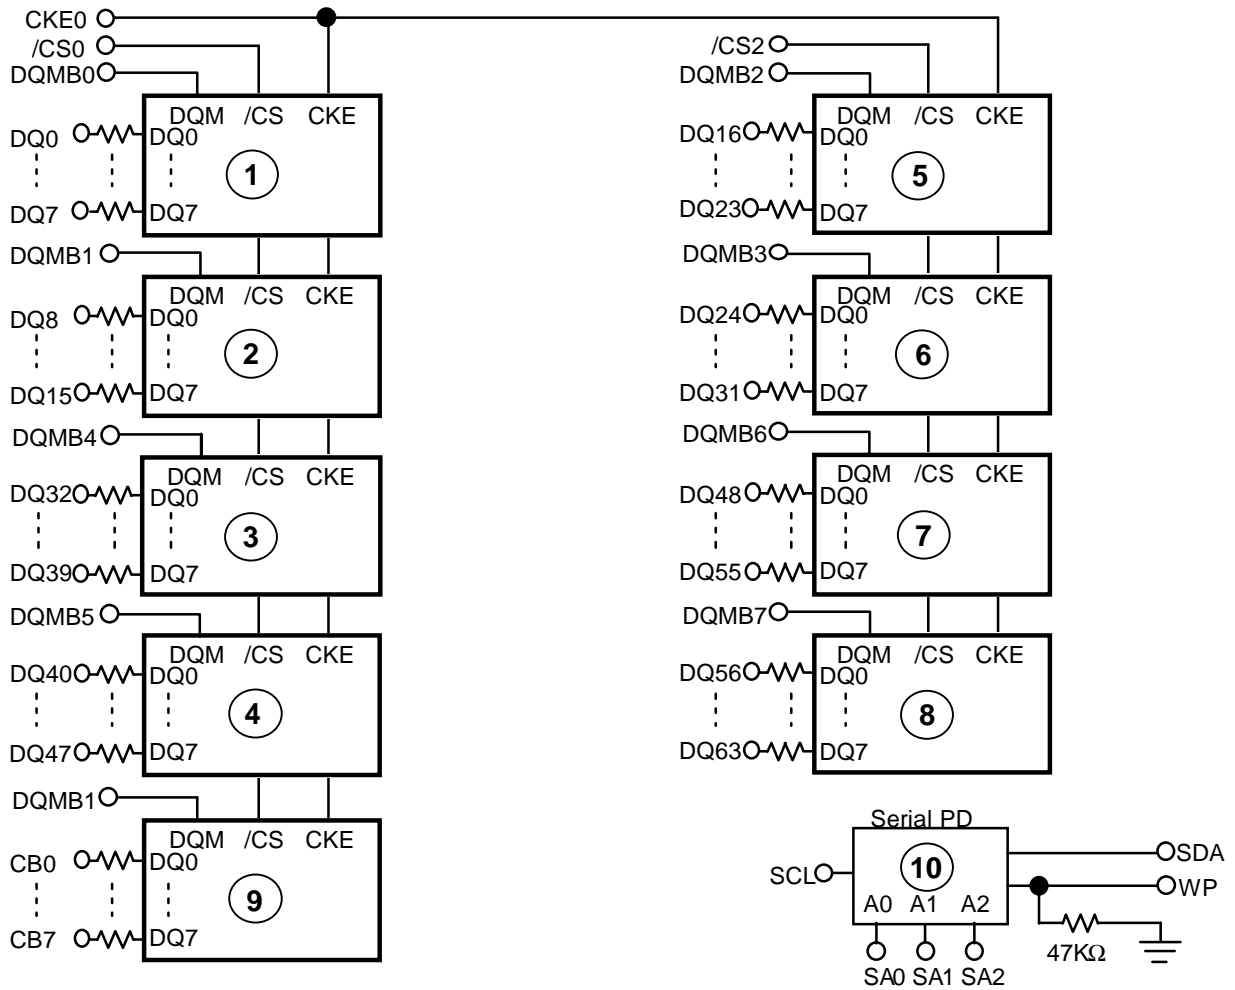 CKE0
/CS0
DQMB0
DQM /CS CKE
DQ0 DQ0
1
DQ7 DQ7
DQMB1
DQM /CS CKE
DQ8 DQ0
2
DQ15 DQ7
DQMB4
DQM /CS CKE
DQ32 DQ0
3
DQ39 DQ7
DQMB5
DQM /CS CKE
DQ40 DQ0
4
DQ47 DQ7
DQMB1
DQM /CS CKE
CB0 DQ0
9
CB7 DQ7
/CS2
DQMB2
DQM /CS CKE
DQ16 DQ0
5
DQ23 DQ7
DQMB3
DQM /CS CKE
DQ24 DQ0
6
DQ31 DQ7
DQMB6
DQM /CS CKE
DQ48 DQ0
7
DQ55 DQ7
DQMB7
DQM /CS CKE
DQ56 DQ0
8
DQ63 DQ7
Serial PD
SCL 10 SDA
WP
A0 A1 A2
47KΩ
SA0 SA1 SA2